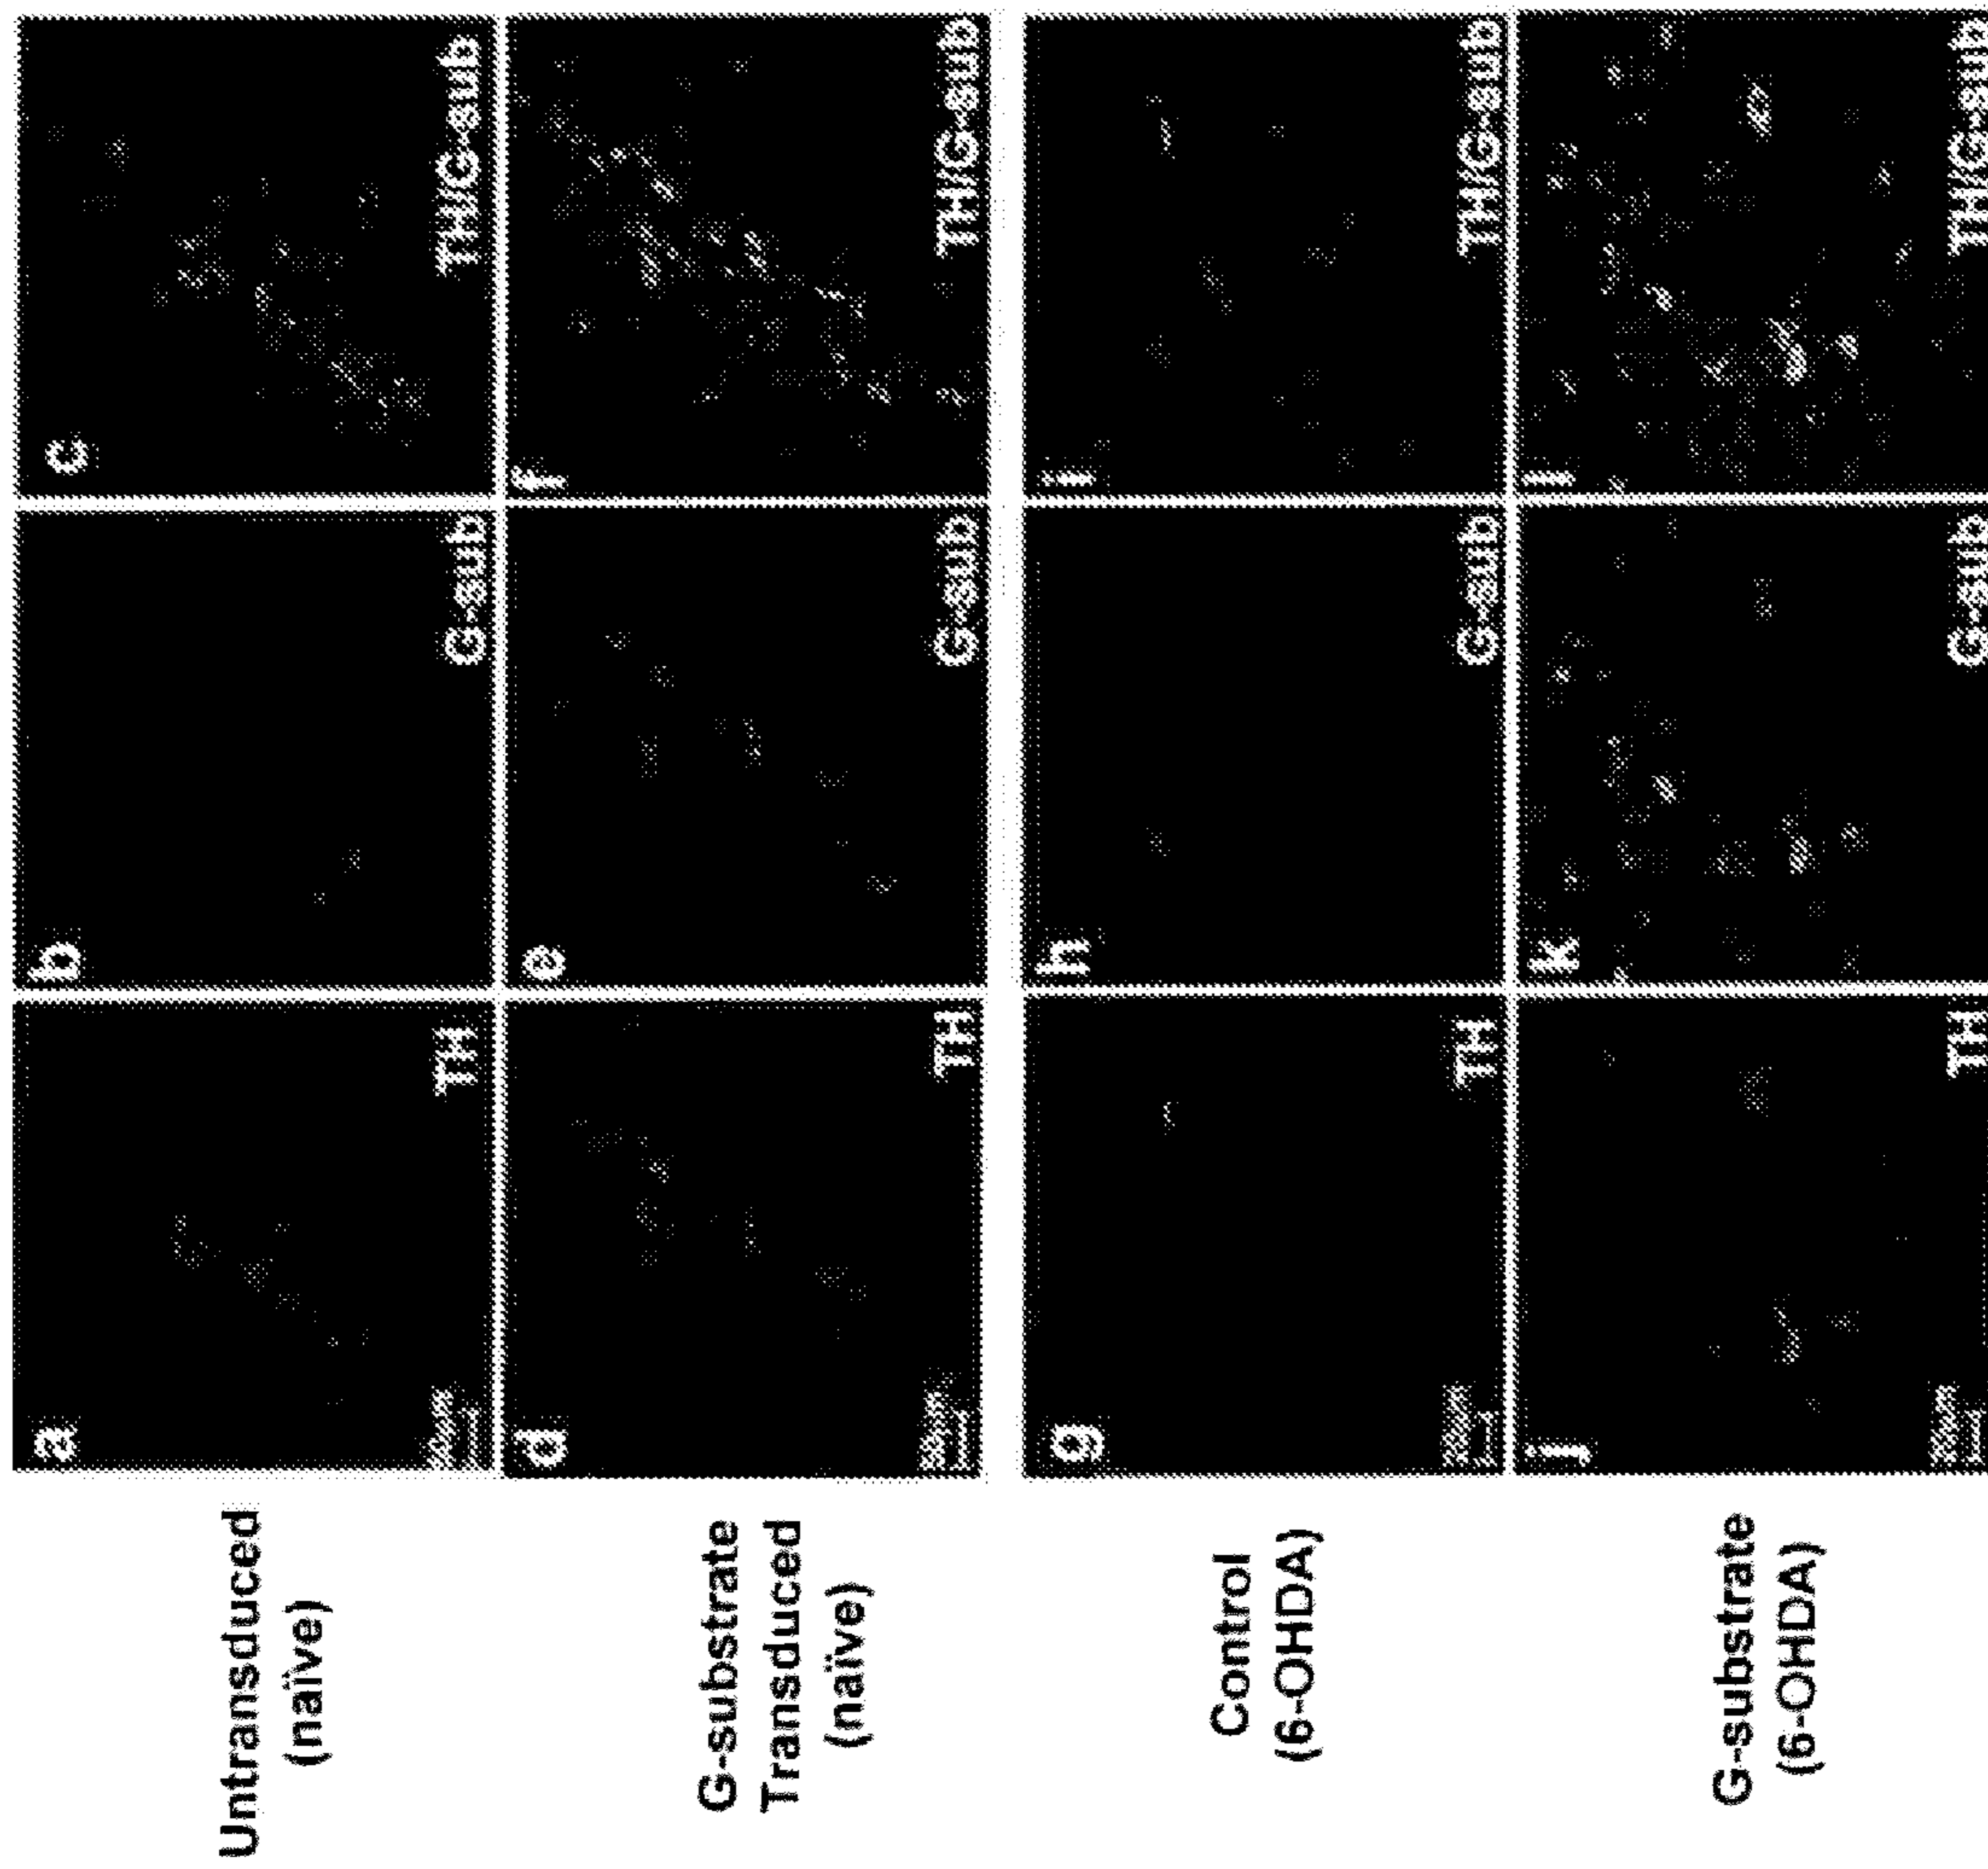 Untransduced
(naïve)
a
TH
b
G-sub
c
TH/G-sub
G-substrate
Transduced
(naïve)
d
TH
e
G-sub
f
TH/G-sub
Control
(6-OHDA)
g
TH
h
G-sub
i
TH/G-sub
G-substrate
(6-OHDA)
j
TH
k
G-sub
l
TH/G-sub